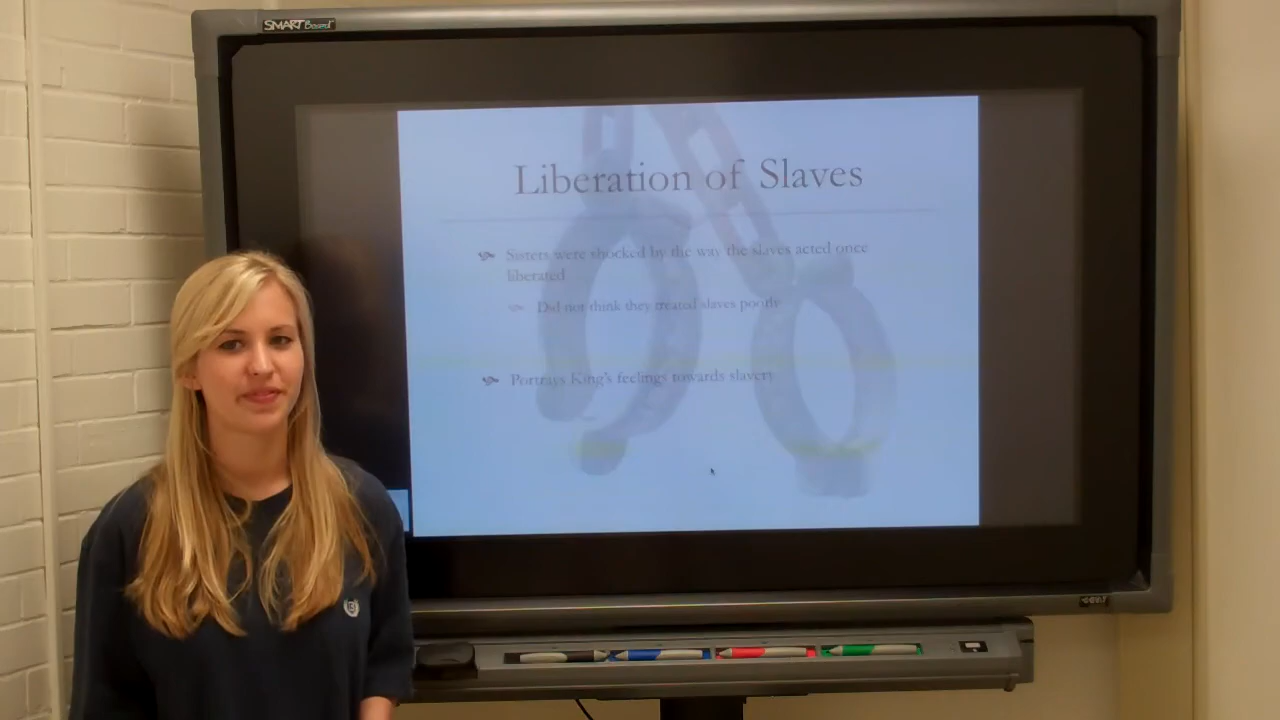 SMART Board
Liberation of Slaves
Sisters were shocked by the way the slaves acted once
liberated
Did not think they treated slaves poorly
Portrays King's feelings towards slavery